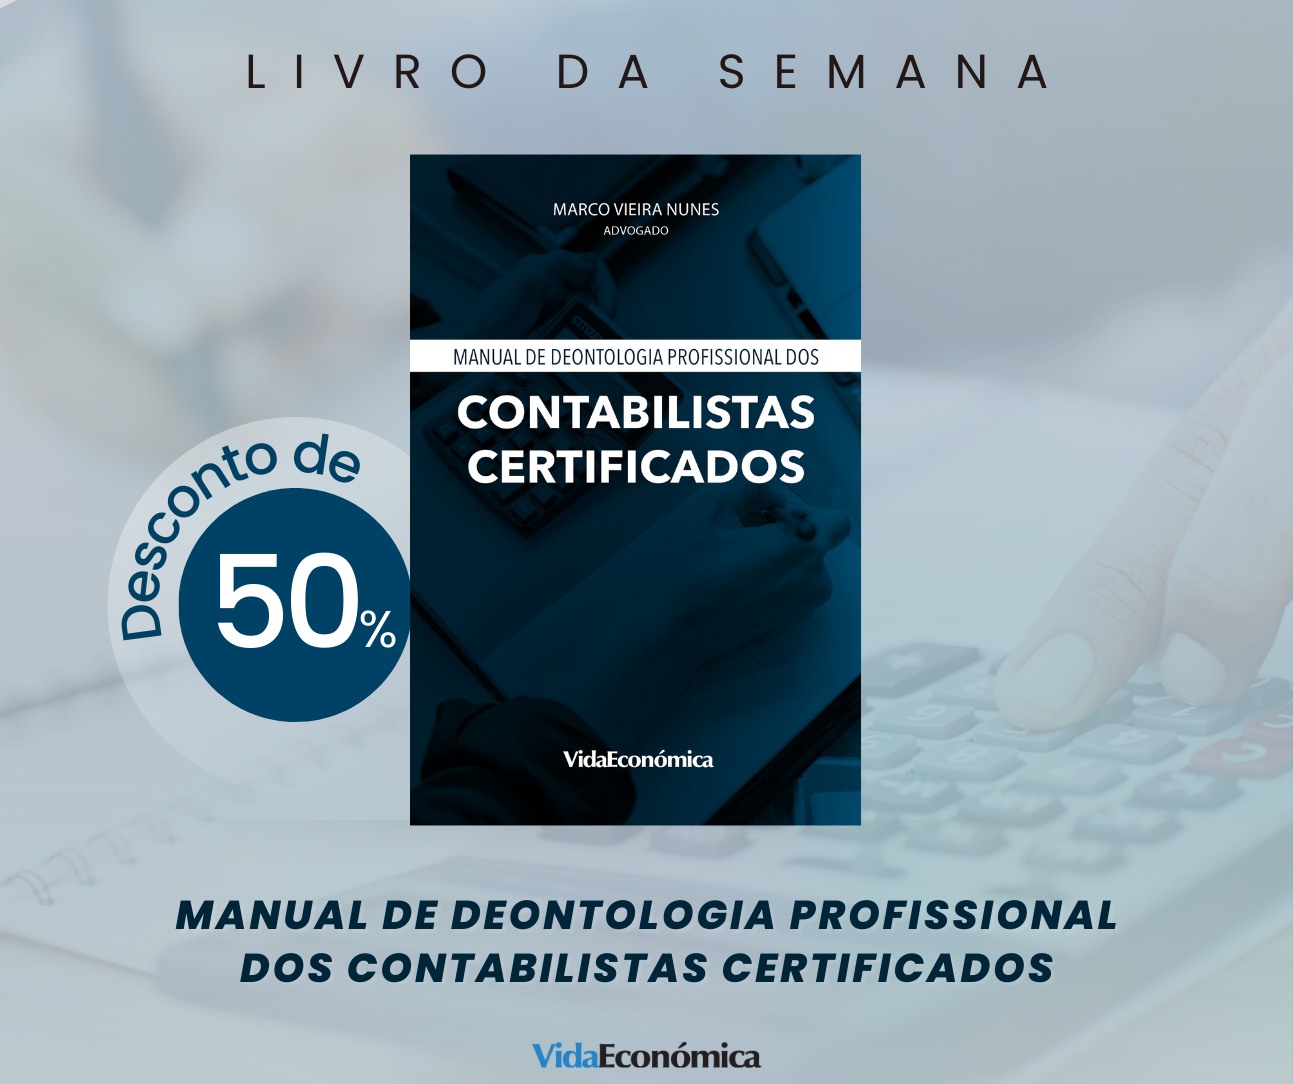 LIVRO DA SEMANA
MARCO VIEIRA NUNES
ADVOGADO
MANUAL DE DEONTOLOGIA PROFISSIONAL DOS
CONTABILISTAS
CERTIFICADOS
Desconto de
50%
VidaEconómica
MANUAL DE DEONTOLOGIA PROFISSIONAL
DOS CONTABILISTAS CERTIFICADOS
VidaEconómica